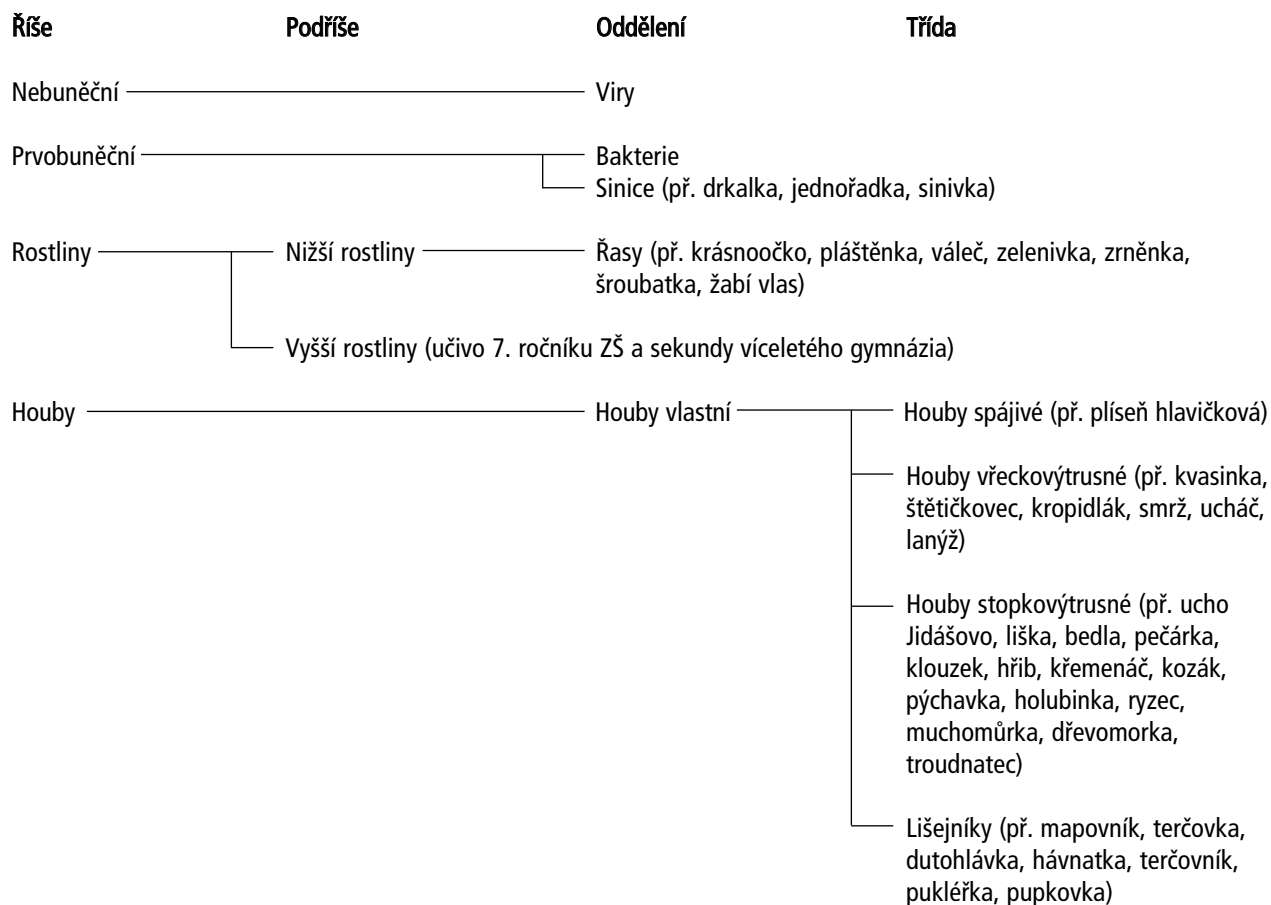 Říše Podříše Oddělení Třída
Nebuněční Viry
Prvobuněční Bakterie
Sinice (př. drkalka, jednořadka, sinivka)
Rostliny Nižší rostliny Řasy (př. krásnoočko, pláštěnka, váleč, zelenivka, zrněnka,
šroubatka, žabí vlas)
Vyšší rostliny (učivo 7. ročníku ZŠ a sekundy víceletého gymnázia)
Houby Houby vlastní Houby spájivé (př. plíseň hlavičková)
Houby vřeckovýtrusné (př. kvasinka,
štětičkovec, kropidlák, smrž, ucháč,
lanýž)
Houby stopkovýtrusné (př. ucho
Jidášovo, liška, bedla, pečárka,
klouzek, hřib, křemenáč, kozák,
pýchavka, holubinka, ryzec,
muchomůrka, dřevomorka,
troudnatec)
Lišejníky (př. mapovník, terčovka,
dutohlávka, hávnatka, terčovník,
pukléřka, pupkovka)